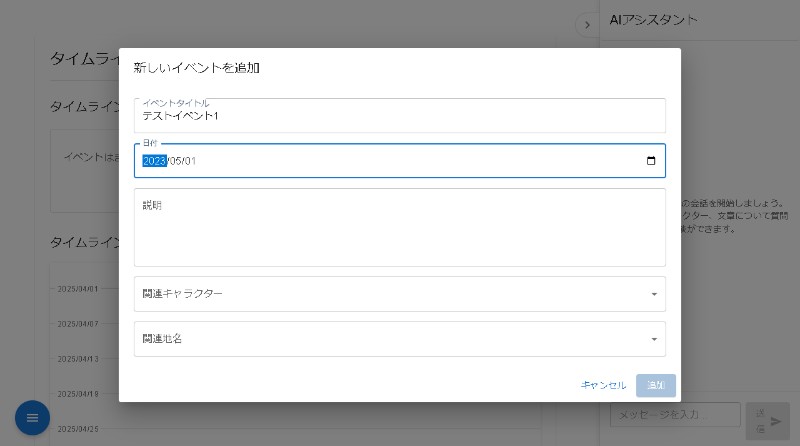 AIアシスタント
タイムライ
新しいイベントを追加
イベントタイトル
テストイベント1
タイムライン
日付
2023/05/01
イベントはま
説明
の会話を開始しましょう。
クター、文章について質問
ができます。
タイムライン
2025/04/01
関連キャラクター
2025/04/07
関連地名
2025/04/13
キャンセル
追加
2025/04/19
メッセージを入力
送信
2025/04/25